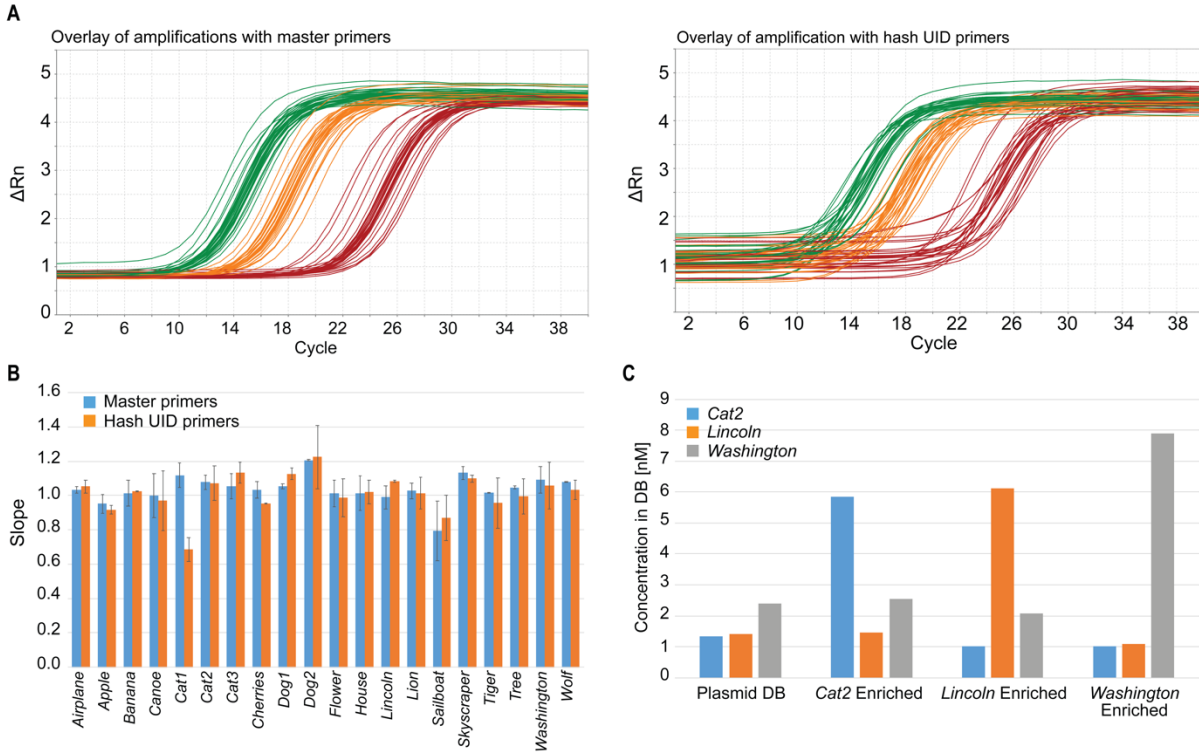 A
Overlay of amplifications with master primers
5
4
3
2
1
0
ΔRn
2 6 10 14 18 22 26 30 34 38
Cycle
Overlay of amplification with hash UID primers
5
4
3
2
1
0
ΔRn
2 6 10 14 18 22 26 30 34 38
Cycle
B
1.6
1.4
1.2
1.0
0.8
0.6
0.4
0.2
0.0
Slope
Master primers
Hash UID primers
Airplane
Apple
Banana
Canoe
Cat1
Cat2
Cat3
Cherries
Dog1
Dog2
Flower
House
Lincoln
Lion
Sailboat
Skyscraper
Tiger
Tree
Washington
Wolf
C
9
8
7
6
5
4
3
2
1
0
Concentration in DB [nM]
Cat2
Lincoln
Washington
Plasmid DB
Cat2 Enriched
Lincoln Enriched
Washington
Enriched